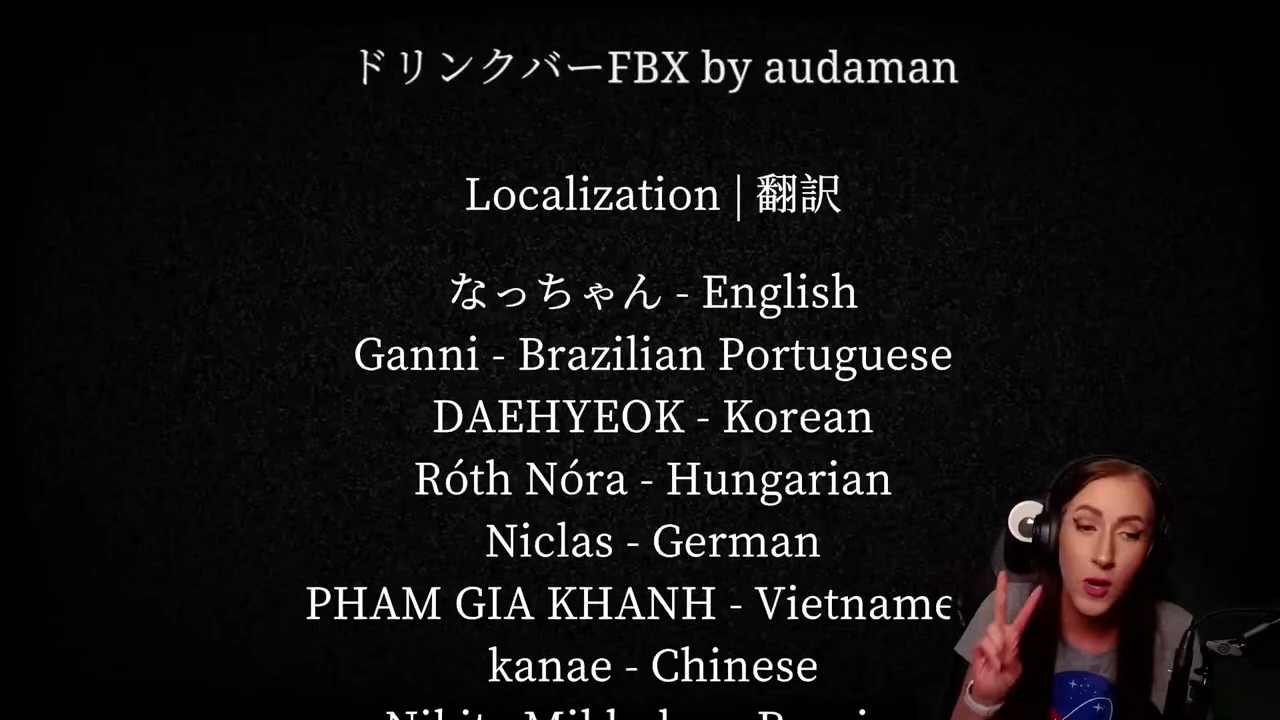 ドリンクバーFBX by audaman
Localization | 翻訳
なっちゃん - English
Ganni - Brazilian Portuguese
DAEHYEOK - Korean
Róth Nóra - Hungarian
Niclas - German
PHAM GIA KHANH - Vietname
kanae - Chinese